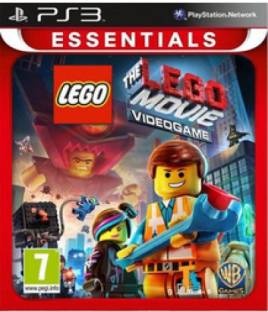 PS3
PlayStation.Network
ESSENTIALS
LEGO
THE
LEGO
MOVIE
VIDEOGAME
7
www.pegi.info
WB
GAMES